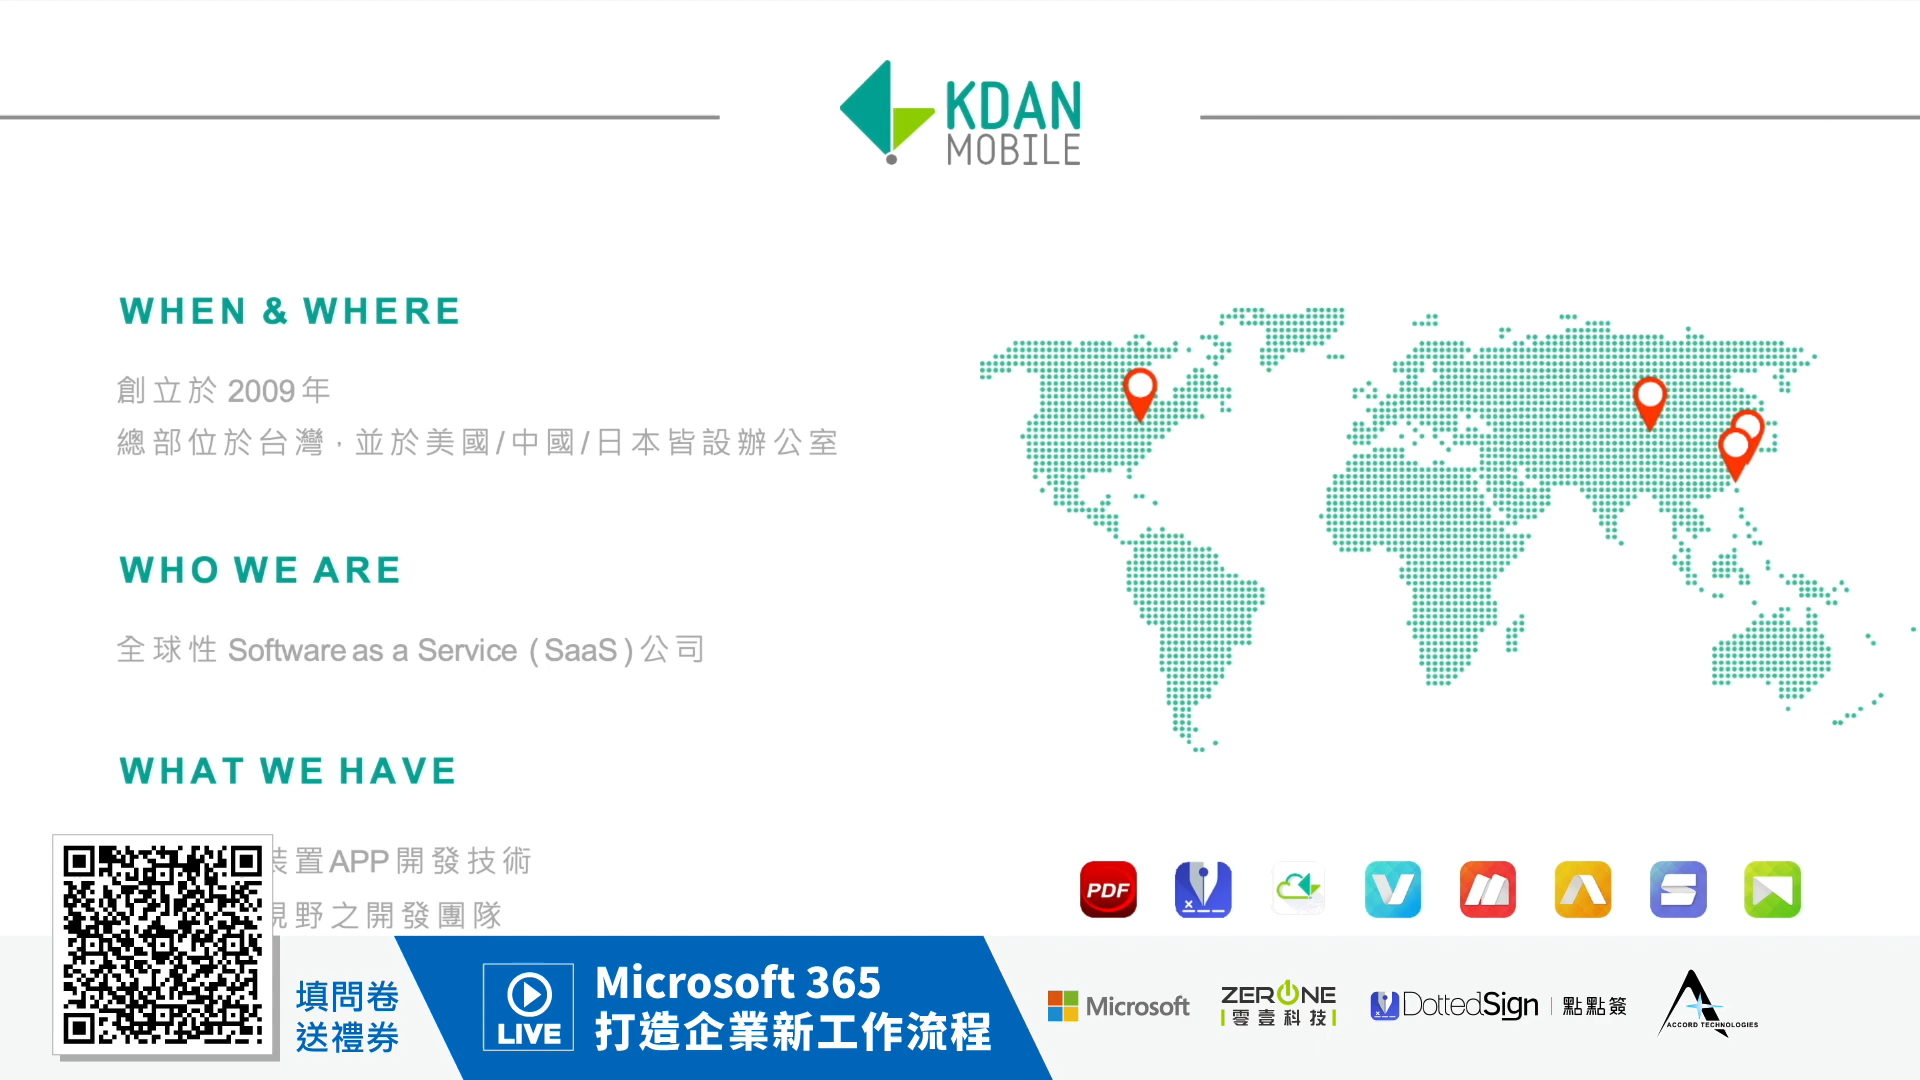 KDAN
MOBILE
WHEN & WHERE
創立於 2009 年
總部位於台灣，並於美國/中國/日本皆設辦公室
WHO WE ARE
全球性 Software as a Service (SaaS)公司
WHAT WE HAVE
裝置APP開發技術
視野之開發團隊
PDF
填問卷
送禮券
LIVE
Microsoft 365
打造企業新工作流程
Microsoft
ZERONE
零壹科技
DottedSign | 點點簽
ACCORD TECHNOLOGIES